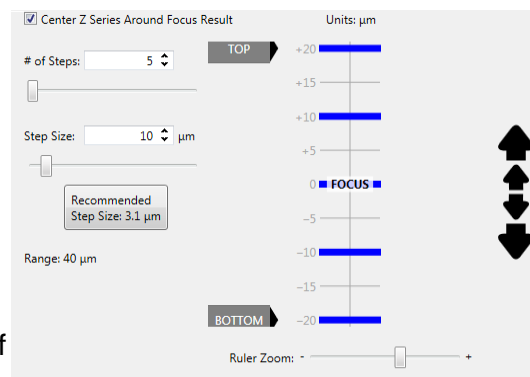 Center Z Series Around Focus Result
Units: µm
# of Steps: 5
Step Size: 10 µm
Recommended
Step Size: 3.1 µm
Range: 40 µm
TOP
+20
+15
+10
+5
0 FOCUS
−5
−10
−15
BOTTOM −20
f
Ruler Zoom: - +